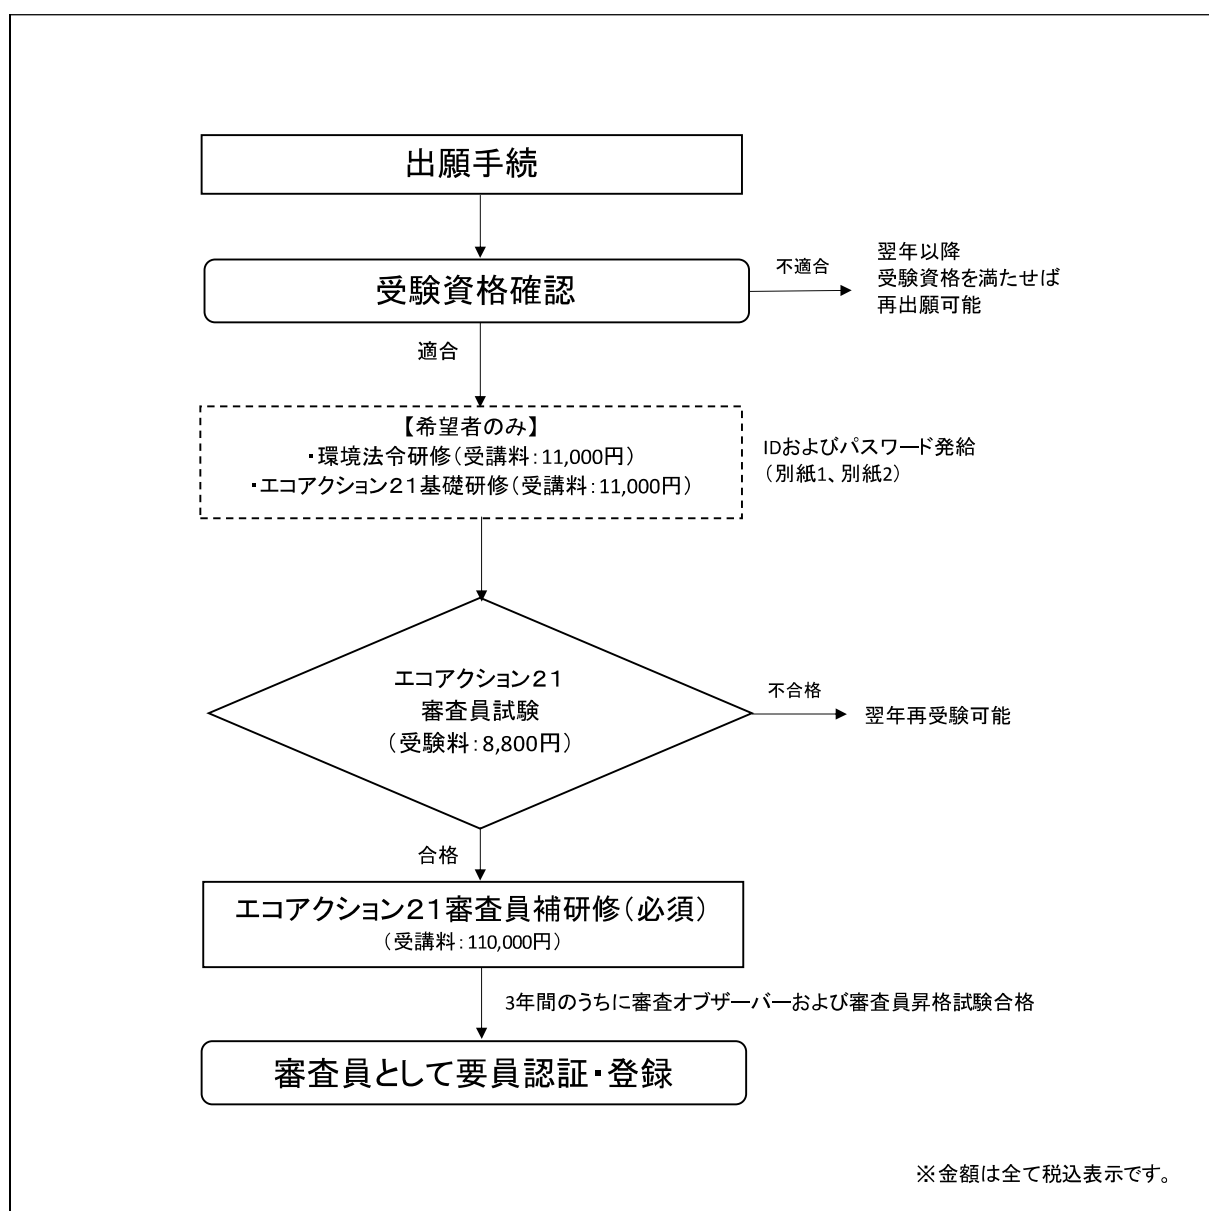 出願手続
受験資格確認
不適合
翌年以降
受験資格を満たせば
再出願可能
適合
【希望者のみ】
・環境法令研修（受講料：11,000円）
・エコアクション２１基礎研修（受講料：11,000円）
IDおよびパスワード発給
（別紙1、別紙2）
エコアクション２１
審査員試験
（受験料：8,800円）
不合格
翌年再受験可能
合格
エコアクション２１審査員補研修（必須）
（受講料：110,000円）
3年間のうちに審査オブザーバーおよび審査員昇格試験合格
審査員として要員認証・登録
※金額は全て税込表示です。